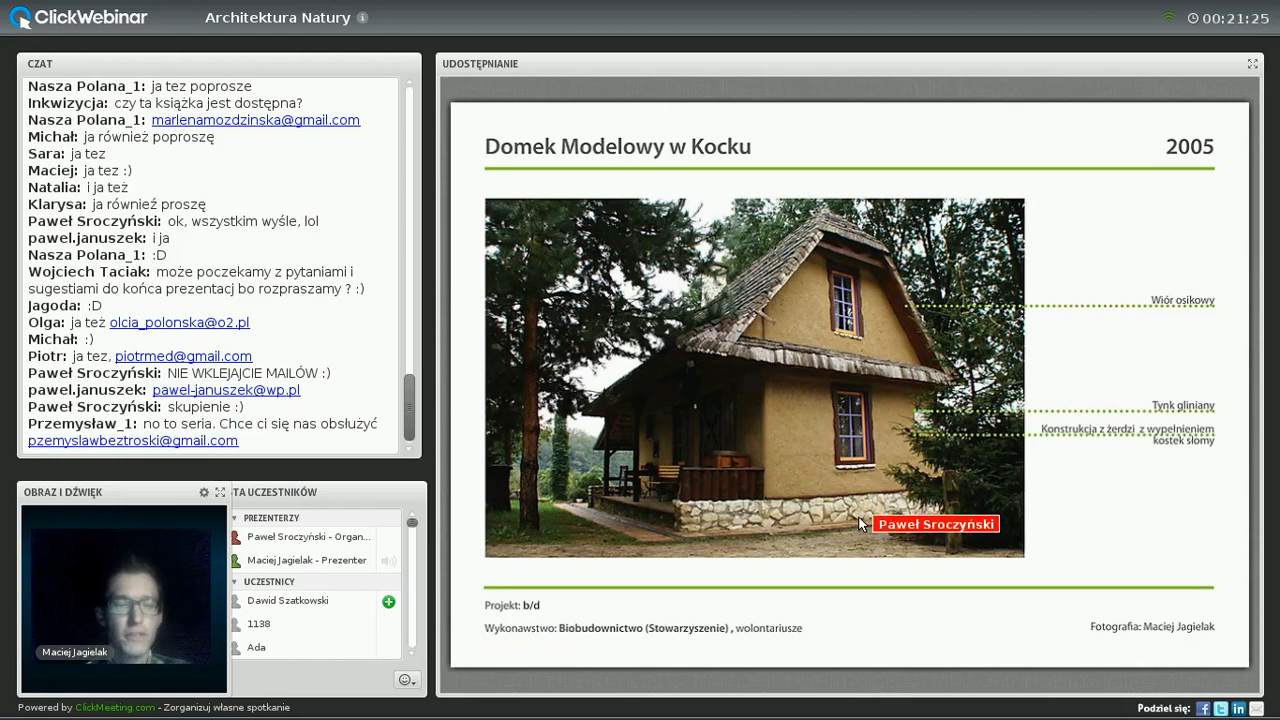 ClickWebinar
Architektura Natury
00:21:25
CZAT
Nasza Polana_1: ja tez poprosze
Inkwizycja: czy ta książka jest dostępna?
Nasza Polana_1: marlenamozdzinska@gmail.com
Michał: ja również poproszę
Sara: ja tez
Maciej: ja tez :)
Natalia: i ja też
Klarysa: ja również proszę
Paweł Sroczyński: ok, wszystkim wyśle, lol
pawel.januszek: i ja
Nasza Polana_1: :D
Wojciech Taciak: może poczekamy z pytaniami i
sugestiami do końca prezentacj bo rozpraszamy ? :)
Jagoda: :D
Olga: ja też olcia_polonska@o2.pl
Michał: :)
Piotr: ja tez, piotrmed@gmail.com
Paweł Sroczyński: NIE WKLEJAJCIE MAILÓW :)
pawel.januszek: pawel-januszek@wp.pl
Paweł Sroczyński: skupienie :)
Przemysław_1: no to seria. Chce ci się nas obsłużyć
pzemyslawbeztroski@gmail.com
OBRAZ I DŹWIĘK
Maciej Jagielak
TA UCZESTNIKÓW
PREZENTERZY
Paweł Sroczyński - Organ...
Maciej Jagielak - Prezenter
UCZESTNICY
Dawid Szatkowski
1138
Ada
UDOSTĘPNIANIE
Domek Modelowy w Kocku 2005
Wiór osikowy
Tynk gliniany
Konstrukcja z żerdzi z wypełnieniem
kostek słomy
Paweł Sroczyński
Projekt: b/d
Wykonawstwo: Biobudownictwo (Stowarzyszenie) , wolontariusze
Fotografia: Maciej Jagielak
Powered by ClickMeeting.com - Zorganizuj własne spotkanie
Podziel się: